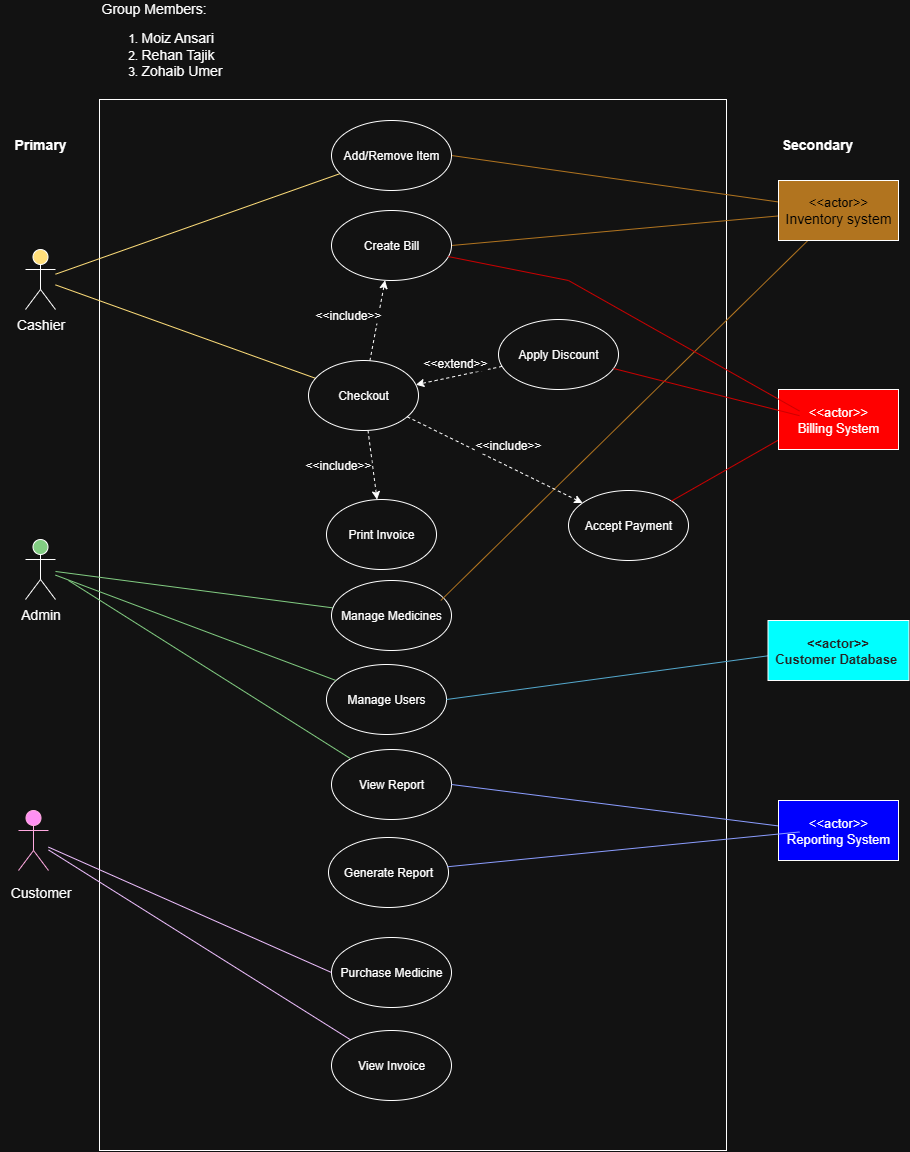 Group Members:
1. Moiz Ansari
2. Rehan Tajik
3. Zohaib Umer
Primary
Secondary
Add/Remove Item
<<actor>>
Inventory system
Create Bill
Cashier
<<include>>
Apply Discount
<<extend>>
Checkout
<<actor>>
Billing System
<<include>>
<<include>>
Print Invoice
Accept Payment
Admin
Manage Medicines
<<actor>>
Customer Database
Manage Users
View Report
<<actor>>
Reporting System
Generate Report
Customer
Purchase Medicine
View Invoice